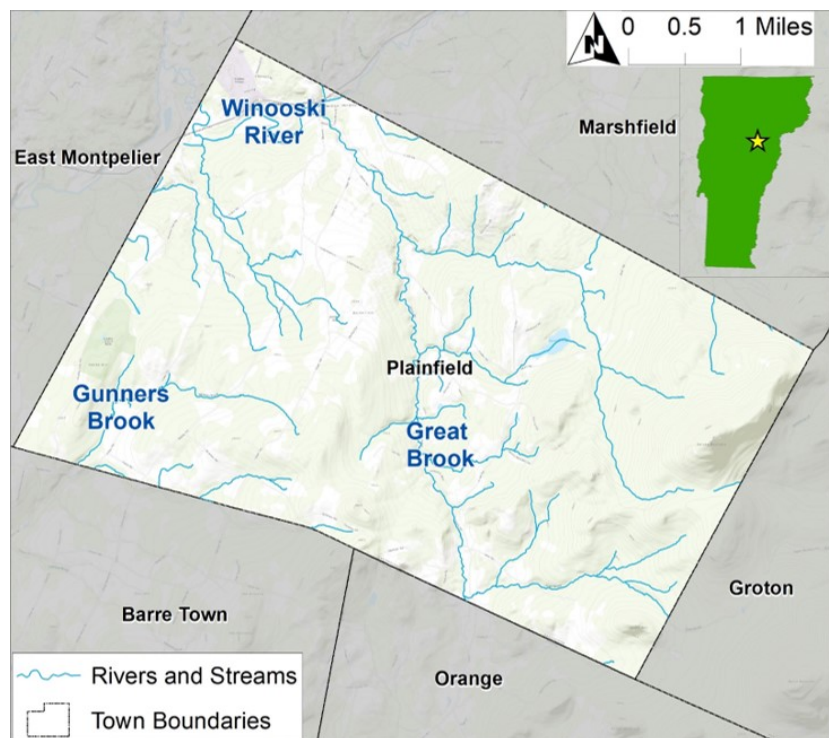 N
0 0.5 1 Miles
Winooski
River
Marshfield
East Montpelier
Plainfield
Gunners
Brook
Great
Brook
Groton
Barre Town
Orange
Rivers and Streams
Town Boundaries